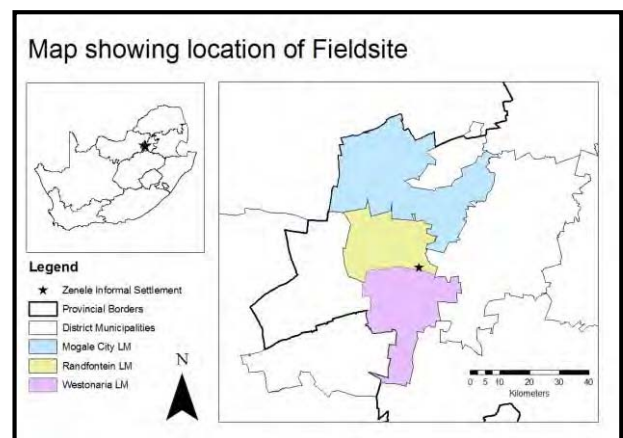 Map showing location of Fieldsite
Legend
Zenele Informal Settlement
Provincial Borders
District Municipalities
Mogale City LM
Randfontein LM
Westonaria LM
N
0 5 10 20 30 40
Kilometers